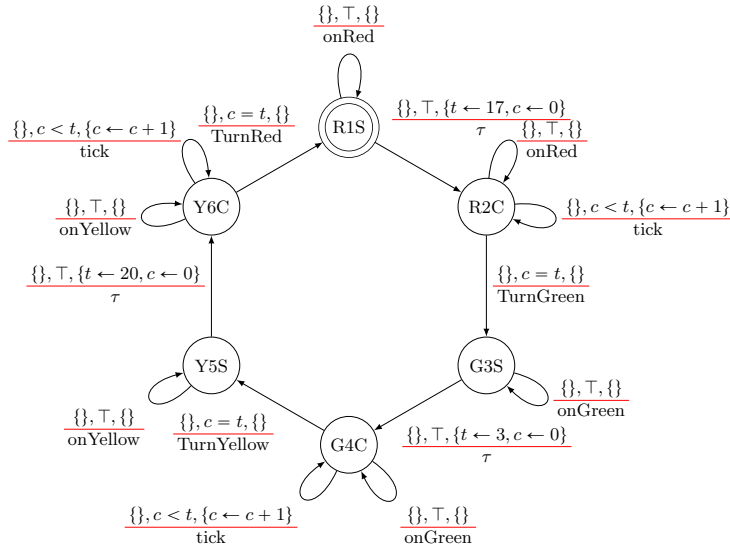 {}, ⊤, {}
onRed
{}, c = t, {}
TurnRed
{}, ⊤, {t ← 17, c ← 0}
τ
{}, c < t, {c ← c + 1}
tick
{}, ⊤, {}
onRed
R1S
Y6C
R2C
{}, ⊤, {}
onYellow
{}, c < t, {c ← c + 1}
tick
{}, ⊤, {t ← 20, c ← 0}
τ
{}, c = t, {}
TurnGreen
Y5S
G3S
{}, ⊤, {}
onYellow
{}, c = t, {}
TurnYellow
{}, ⊤, {}
onGreen
G4C
{}, ⊤, {t ← 3, c ← 0}
τ
{}, c < t, {c ← c + 1}
tick
{}, ⊤, {}
onGreen